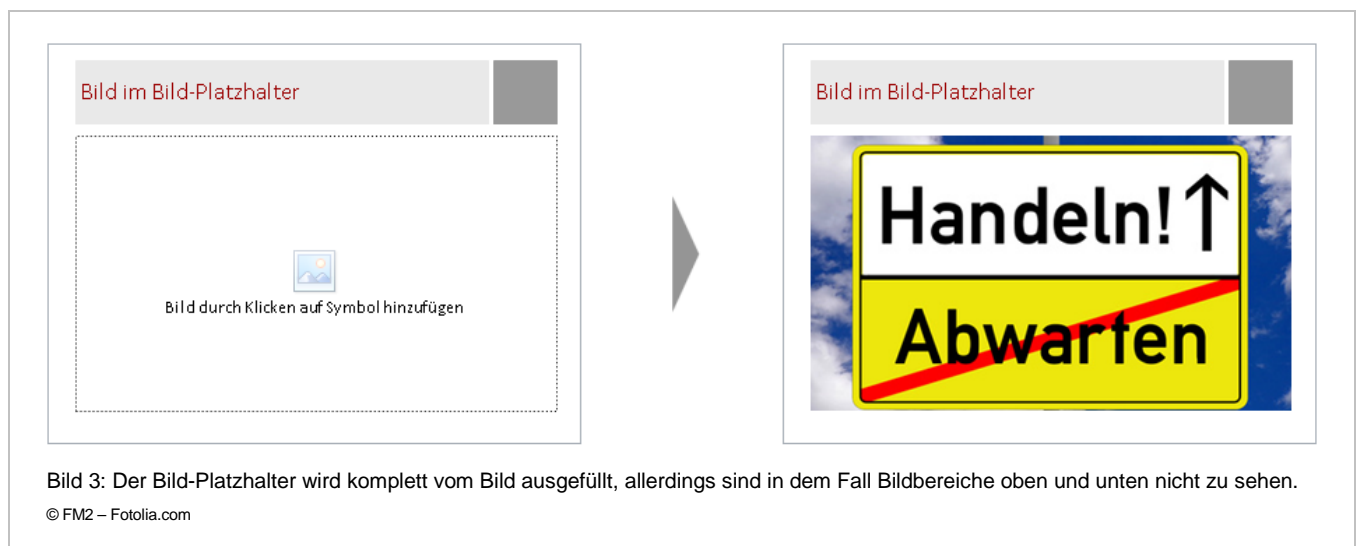 Bild im Bild-Platzhalter
Bild durch Klicken auf Symbol hinzufügen
Bild im Bild-Platzhalter
Handeln!↑
Abwarten
Bild 3: Der Bild-Platzhalter wird komplett vom Bild ausgefüllt, allerdings sind in dem Fall Bildbereiche oben und unten nicht zu sehen.
© FM2 – Fotolia.com